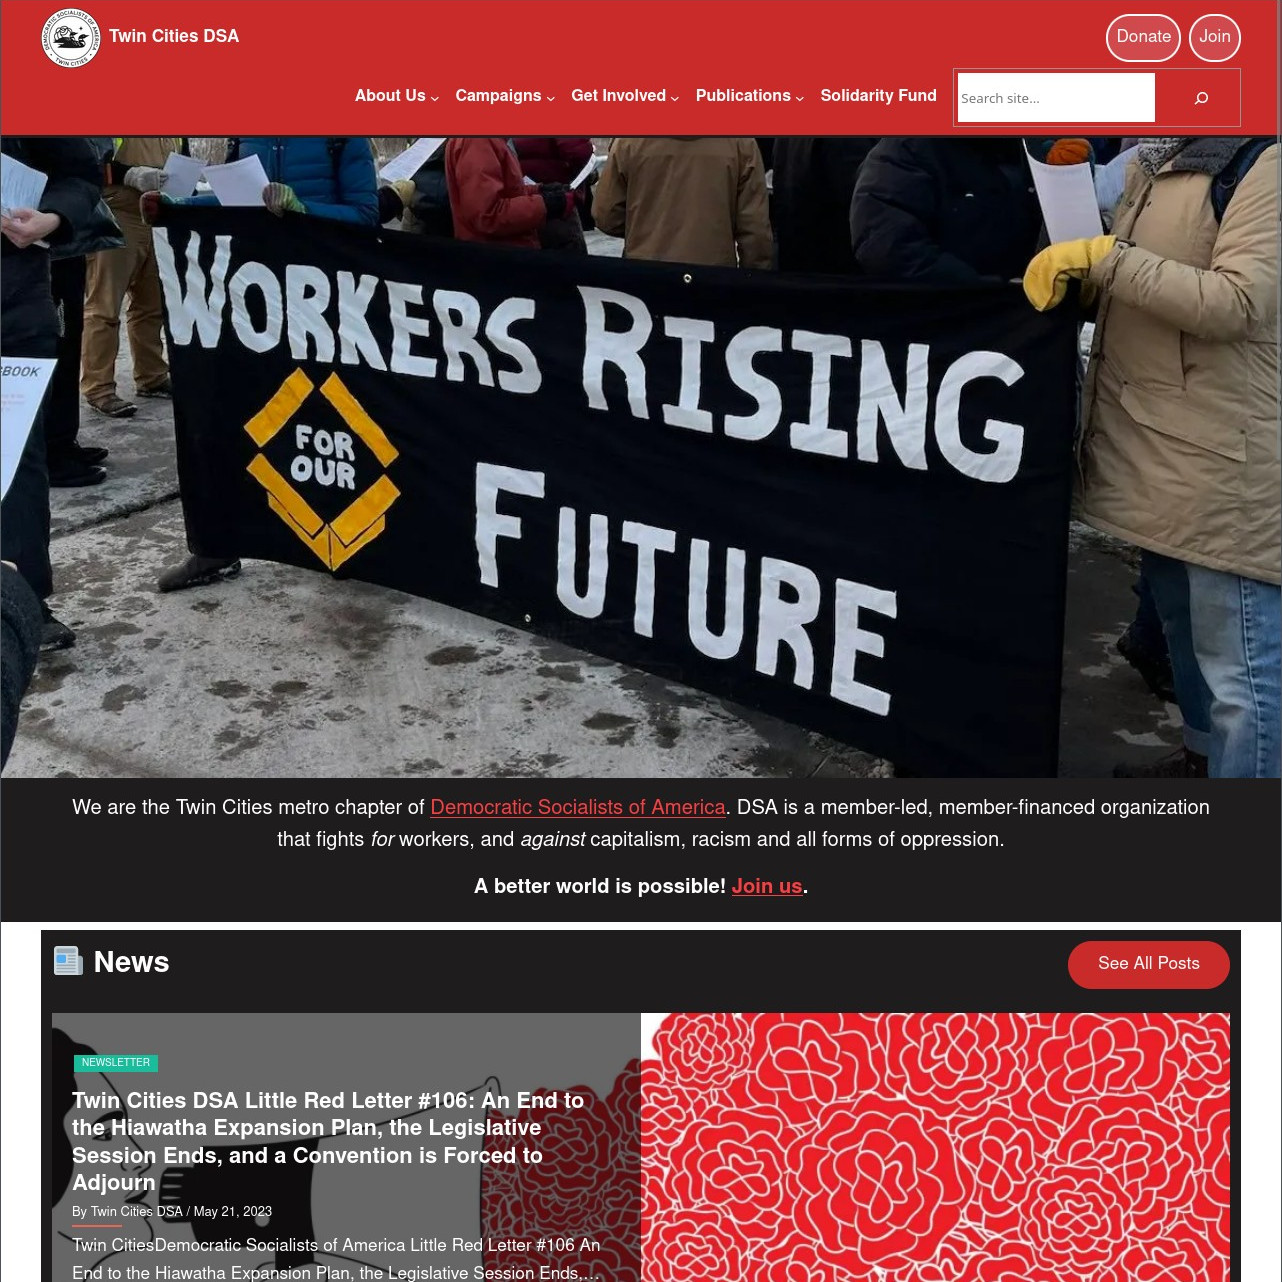 DEMOCRATIC SOCIALISTS OF AMERICA
TWIN CITIES
Twin Cities DSA
Donate
Join
About Us
Campaigns
Get Involved
Publications
Solidarity Fund
Search site...
BOOK
WORKERS RISING
FOR
OUR
FUTURE
We are the Twin Cities metro chapter of Democratic Socialists of America. DSA is a member-led, member-financed organization
that fights for workers, and against capitalism, racism and all forms of oppression.
A better world is possible! Join us.
News
See All Posts
NEWSLETTER
Twin Cities DSA Little Red Letter #106: An End to
the Hiawatha Expansion Plan, the Legislative
Session Ends, and a Convention is Forced to
Adjourn
By Twin Cities DSA / May 21, 2023
Twin CitiesDemocratic Socialists of America Little Red Letter #106 An
End to the Hiawatha Expansion Plan, the Legislative Session Ends,…